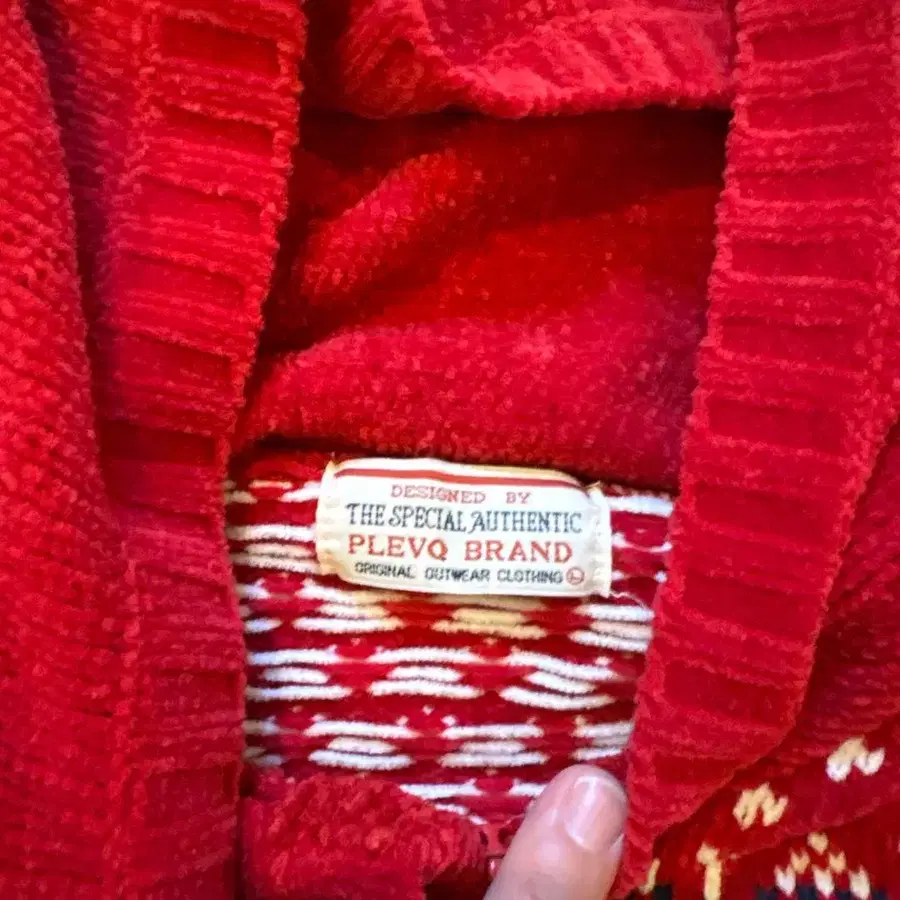 DESIGNED BY
THE SPECIAL AUTHENTIC
PLEVQ BRAND
ORIGINAL OUTWEAR CLOTHING